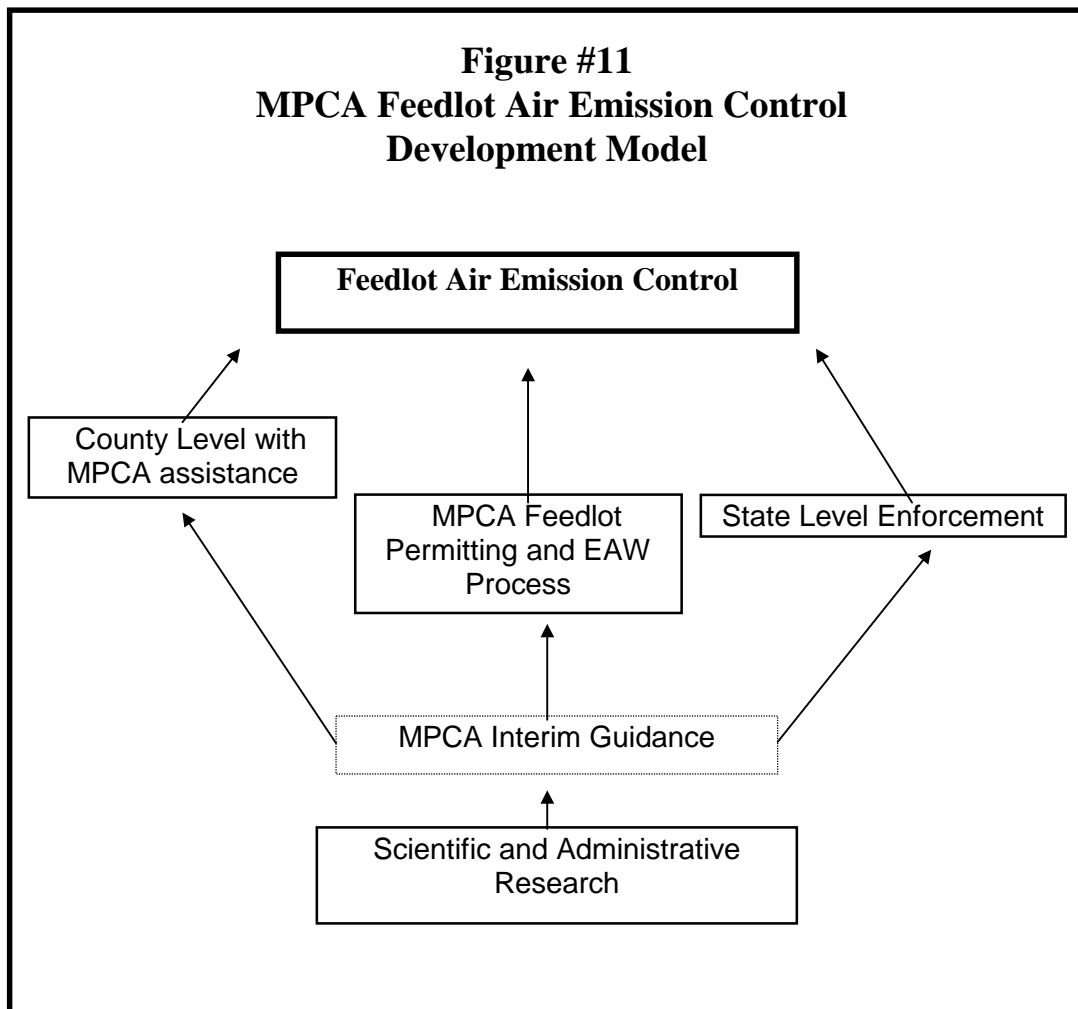 Figure #11
MPCA Feedlot Air Emission Control
Development Model
Feedlot Air Emission Control
County Level with
MPCA assistance
MPCA Feedlot
Permitting and EAW
Process
State Level Enforcement
MPCA Interim Guidance
Scientific and Administrative
Research